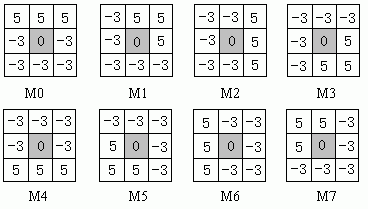 5 5 5 -3 5 5 -3 -3 5 -3 -3 -3
-3 0 -3 -3 0 5 -3 0 5 -3 0 5
-3 -3 -3 -3 -3 -3 -3 -3 5 -3 5 5
M0 M1 M2 M3
-3 -3 -3 -3 -3 -3 5 -3 -3 5 5 -3
-3 0 -3 5 0 -3 5 0 -3 5 0 -3
5 5 5 5 5 -3 5 -3 -3 -3 -3 -3
M4 M5 M6 M7